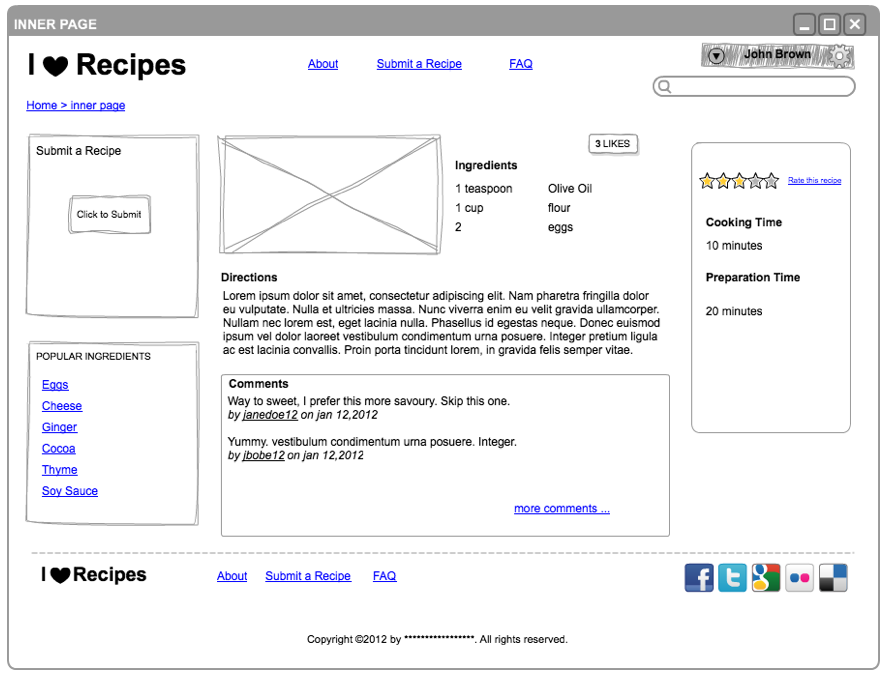 INNER PAGE
I ♥ Recipes
About Submit a Recipe FAQ
John Brown
Home > inner page
Submit a Recipe
Click to Submit
POPULAR INGREDIENTS
Eggs
Cheese
Ginger
Cocoa
Thyme
Soy Sauce
3 LIKES
Ingredients
1 teaspoon Olive Oil
1 cup flour
2 eggs
Directions
Lorem ipsum dolor sit amet, consectetur adipiscing elit. Nam pharetra fringilla dolor
eu vulputate. Nulla et ultricies massa. Nunc viverra enim eu velit gravida ullamcorper.
Nullam nec lorem est, eget lacinia nulla. Phasellus id egestas neque. Donec euismod
ipsum vel dolor laoreet vestibulum condimentum urna posuere. Integer pretium ligula
ac est lacinia convallis. Proin porta tincidunt lorem, in gravida felis semper vitae.
Comments
Way to sweet, I prefer this more savoury. Skip this one.
by janedoe12 on jan 12,2012
Yummy. vestibulum condimentum urna posuere. Integer.
by jbobe12 on jan 12,2012
more comments ...
Rate this recipe
Cooking Time
10 minutes
Preparation Time
20 minutes
I ♥ Recipes
About Submit a Recipe FAQ
f t g
Copyright ©2012 by *****************. All rights reserved.